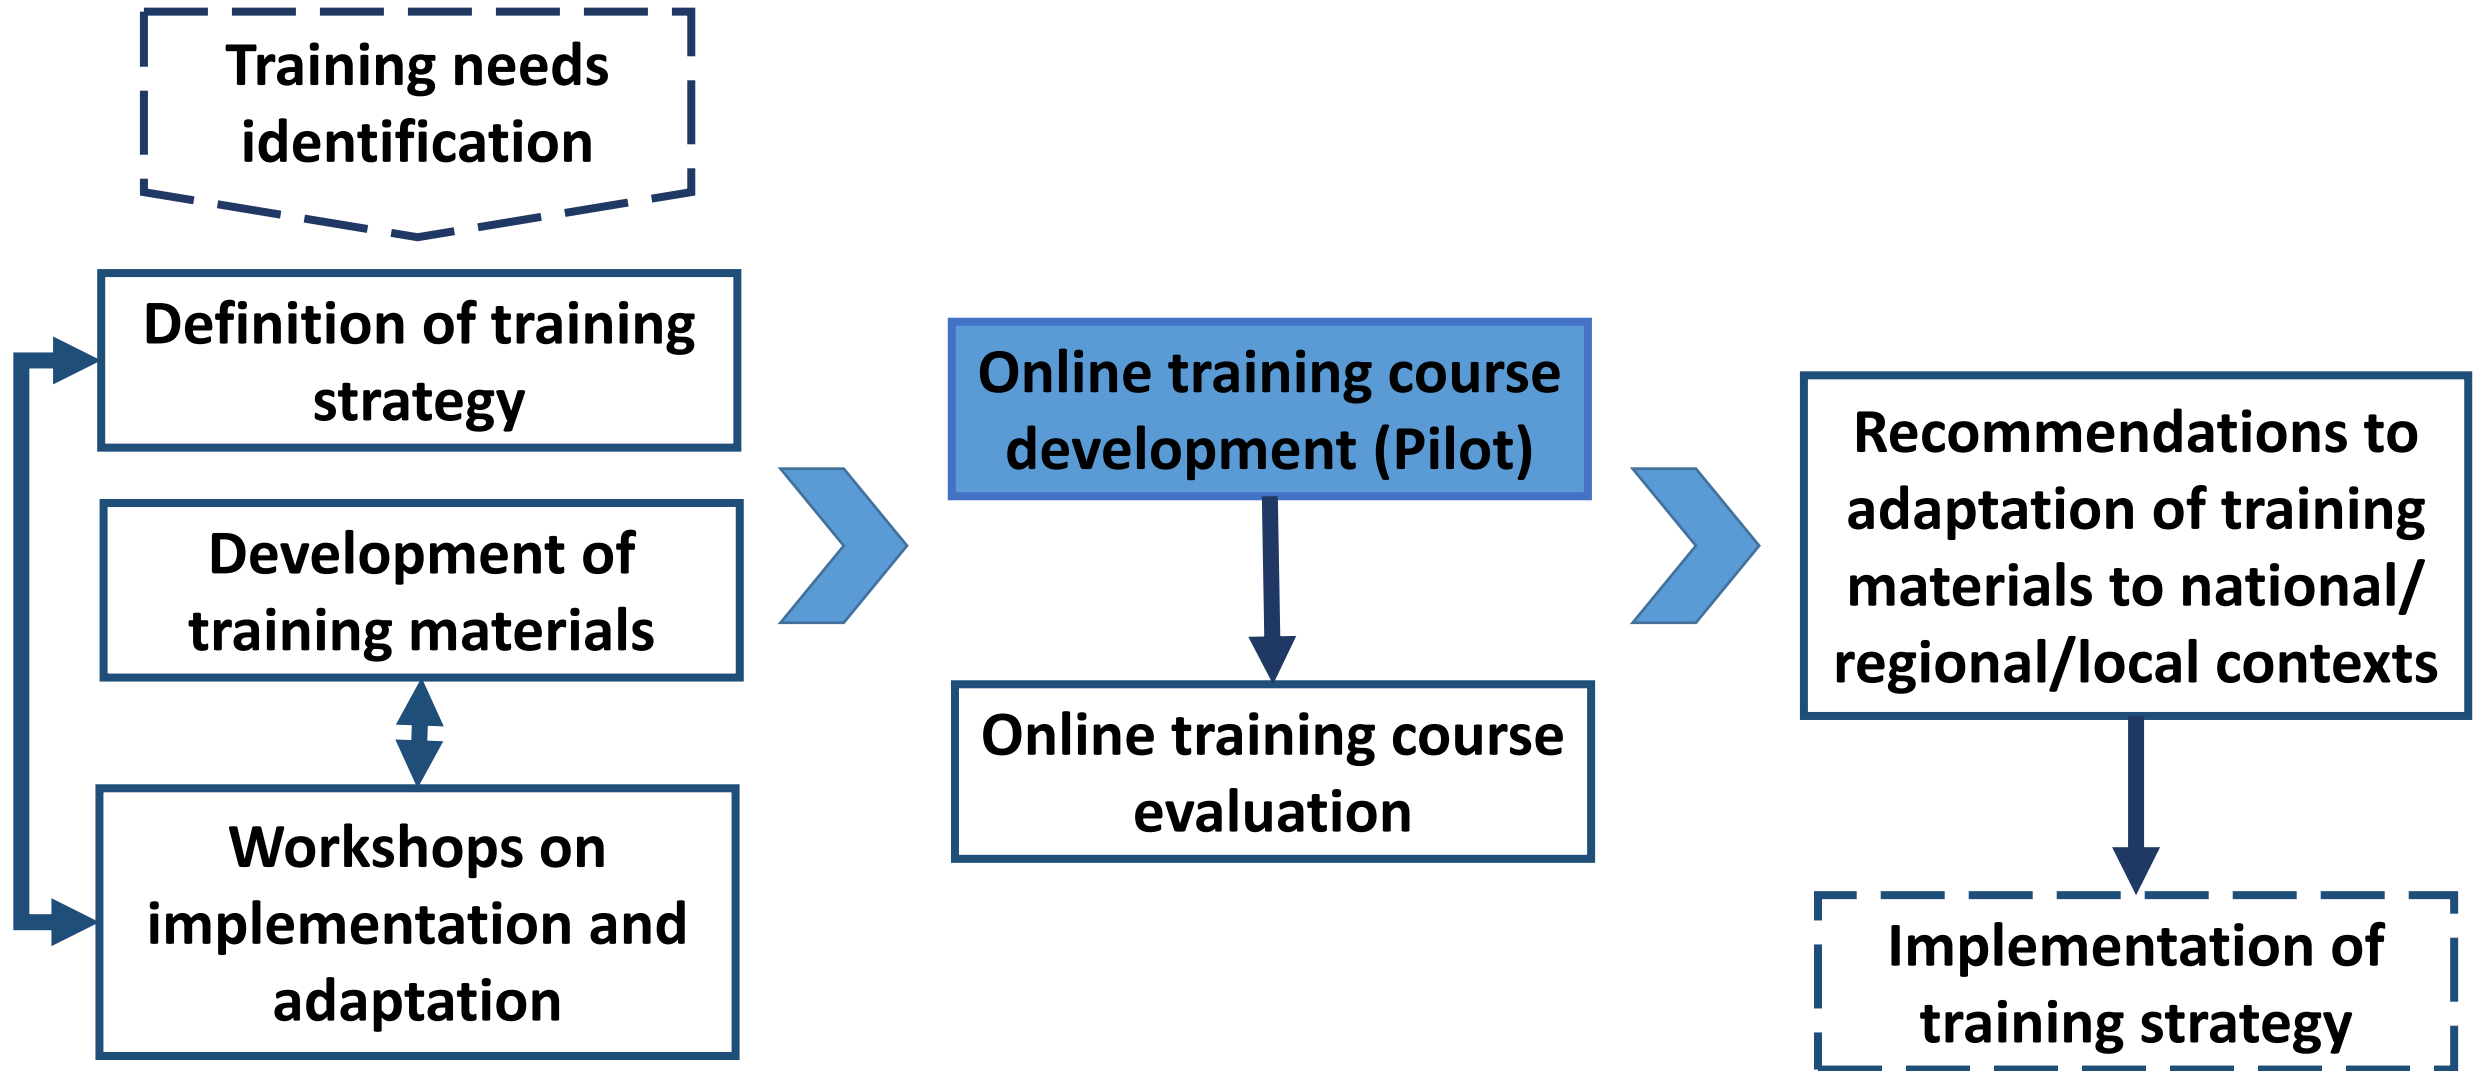 Training needs
identification
Definition of training
strategy
Development of
training materials
Workshops on
implementation and
adaptation
Online training course
development (Pilot)
Online training course
evaluation
Recommendations to
adaptation of training
materials to national/
regional/local contexts
Implementation of
training strategy